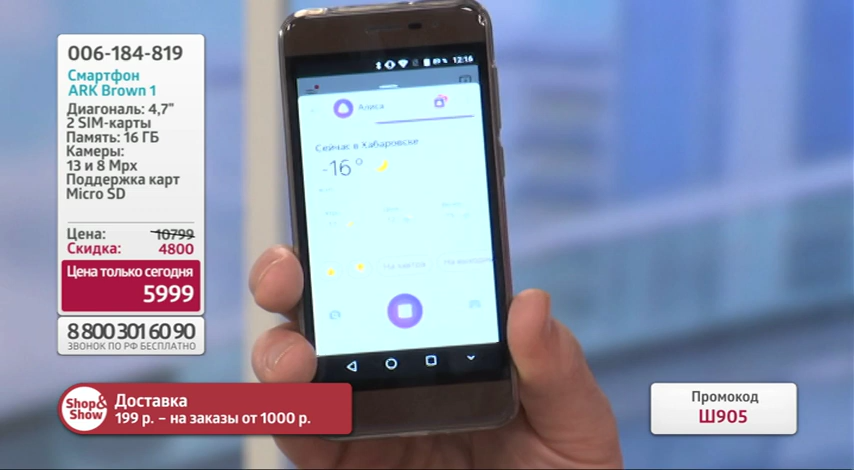 006-184-819
Смартфон
ARK Brown 1
Диагональ: 4,7"
2 SIM-карты
Память: 16 ГБ
Камеры:
13 и 8 Mpx
Поддержка карт
Micro SD
Цена: 10799
Скидка: 4800
Цена только сегодня
5999
8 800 301 60 90
ЗВОНОК ПО РФ БЕСПЛАТНО
12:16
Алиса
Сейчас в Хабаровске
-16°
На завтра
Shop&
Show
Доставка
199 р. – на заказы от 1000 р.
Промокод
Ш905